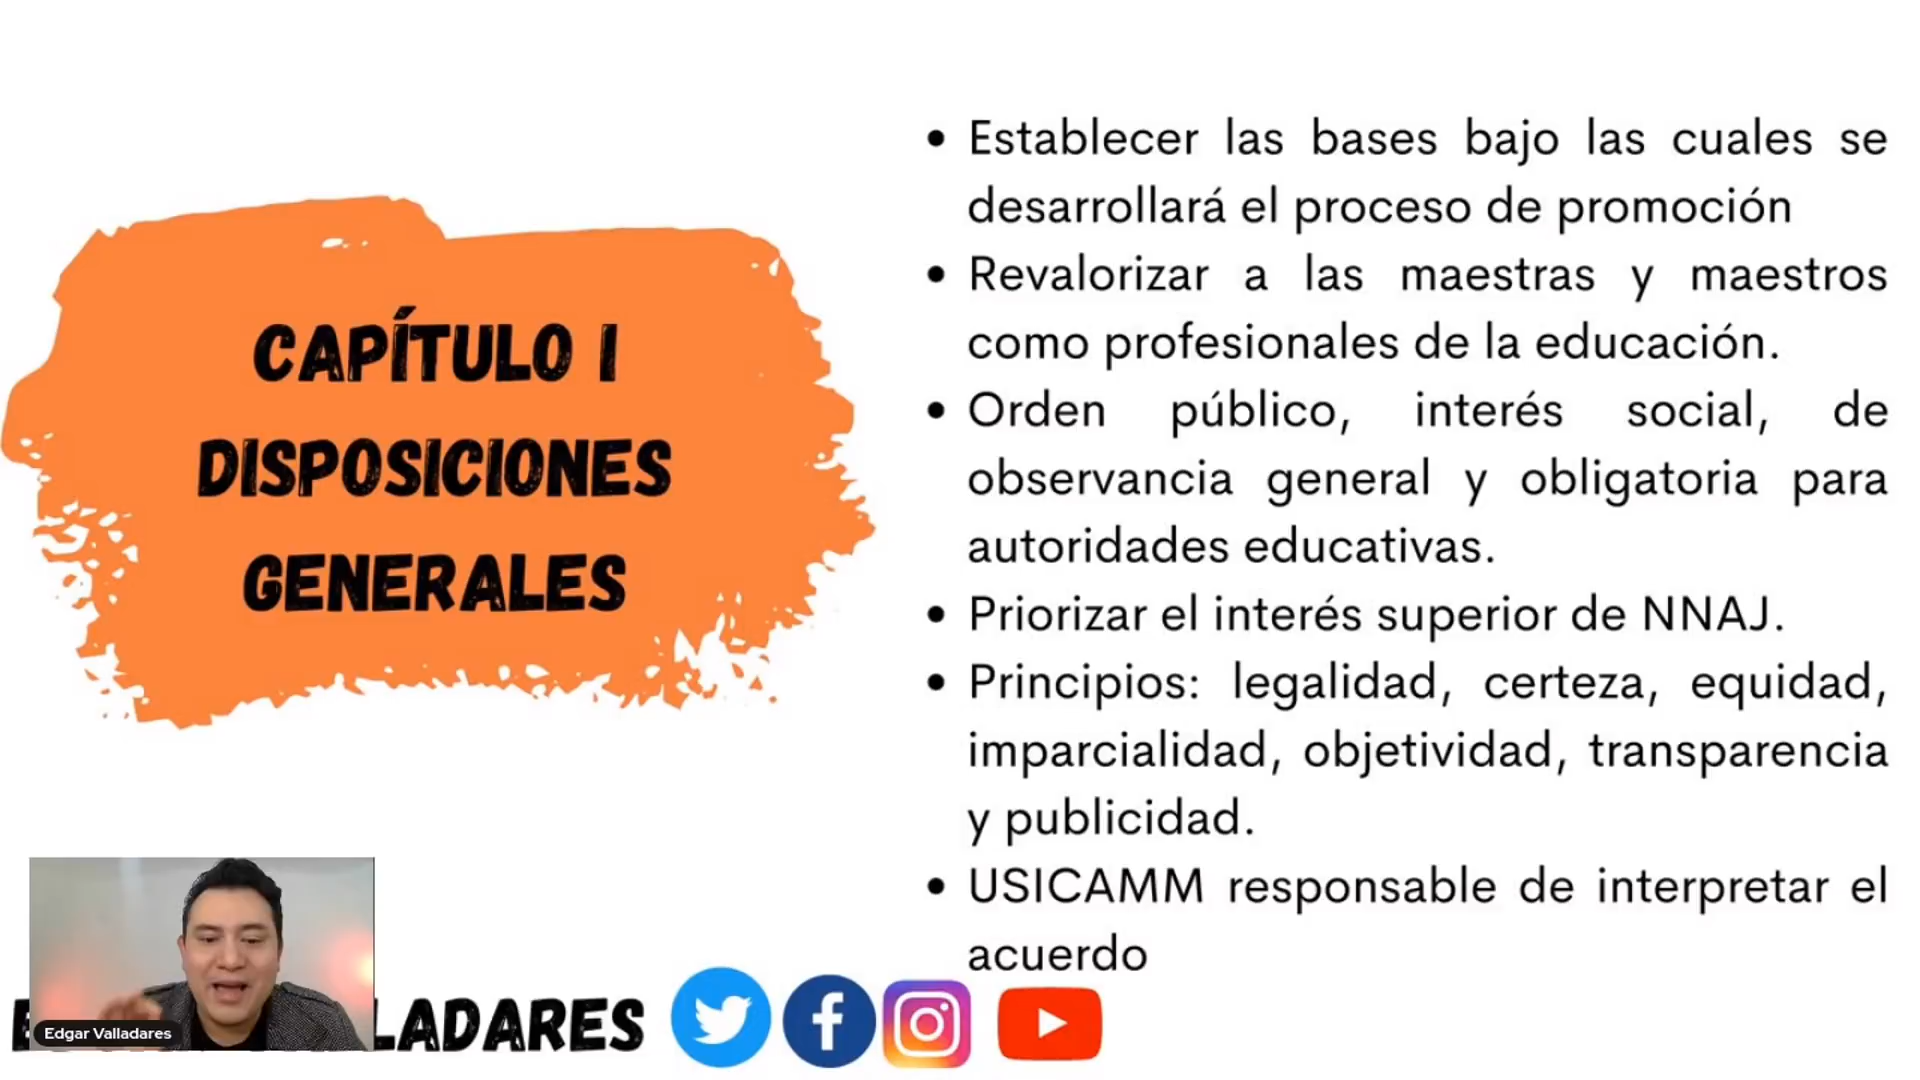 CAPÍTULO I
DISPOSICIONES
GENERALES
• Establecer las bases bajo las cuales se
desarrollará el proceso de promoción
• Revalorizar a las maestras y maestros
como profesionales de la educación.
• Orden público, interés social, de
observancia general y obligatoria para
autoridades educativas.
• Priorizar el interés superior de NNAJ.
• Principios: legalidad, certeza, equidad,
imparcialidad, objetividad, transparencia
y publicidad.
• USICAMM responsable de interpretar el
acuerdo
Edgar Valladares
LADARES